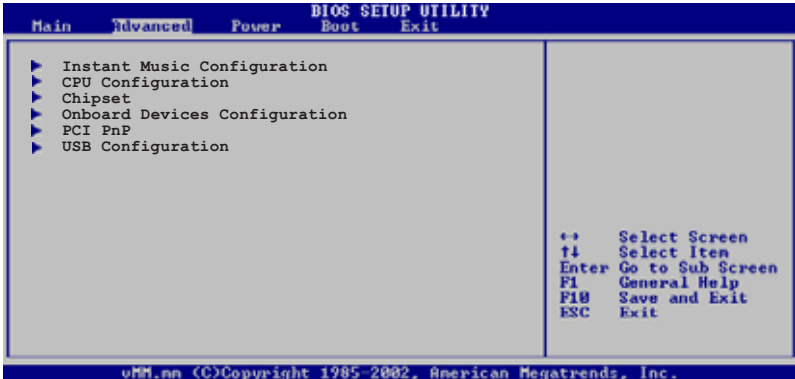 BIOS SETUP UTILITY
Main Advanced Power Boot Exit
Instant Music Configuration
CPU Configuration
Chipset
Onboard Devices Configuration
PCI PnP
USB Configuration
↔ Select Screen
↑↓ Select Item
Enter Go to Sub Screen
F1 General Help
F10 Save and Exit
ESC Exit
vMM.mm (C)Copyright 1985-2002, American Megatrends, Inc.